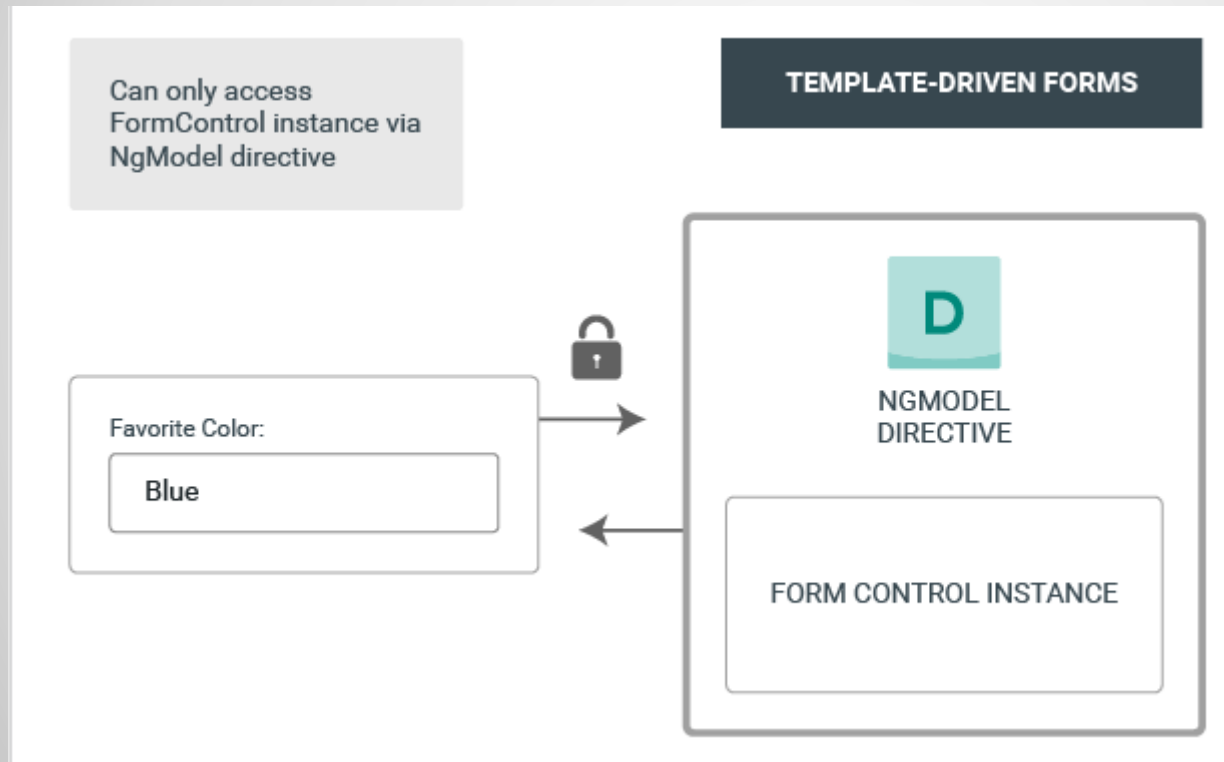 Can only access
FormControl instance via
NgModel directive
TEMPLATE-DRIVEN FORMS
D
NGMODEL
DIRECTIVE
Favorite Color:
Blue
FORM CONTROL INSTANCE